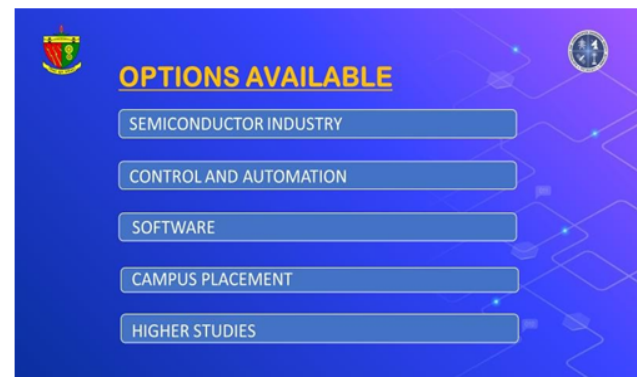 OPTIONS AVAILABLE
SEMICONDUCTOR INDUSTRY
CONTROL AND AUTOMATION
SOFTWARE
CAMPUS PLACEMENT
HIGHER STUDIES